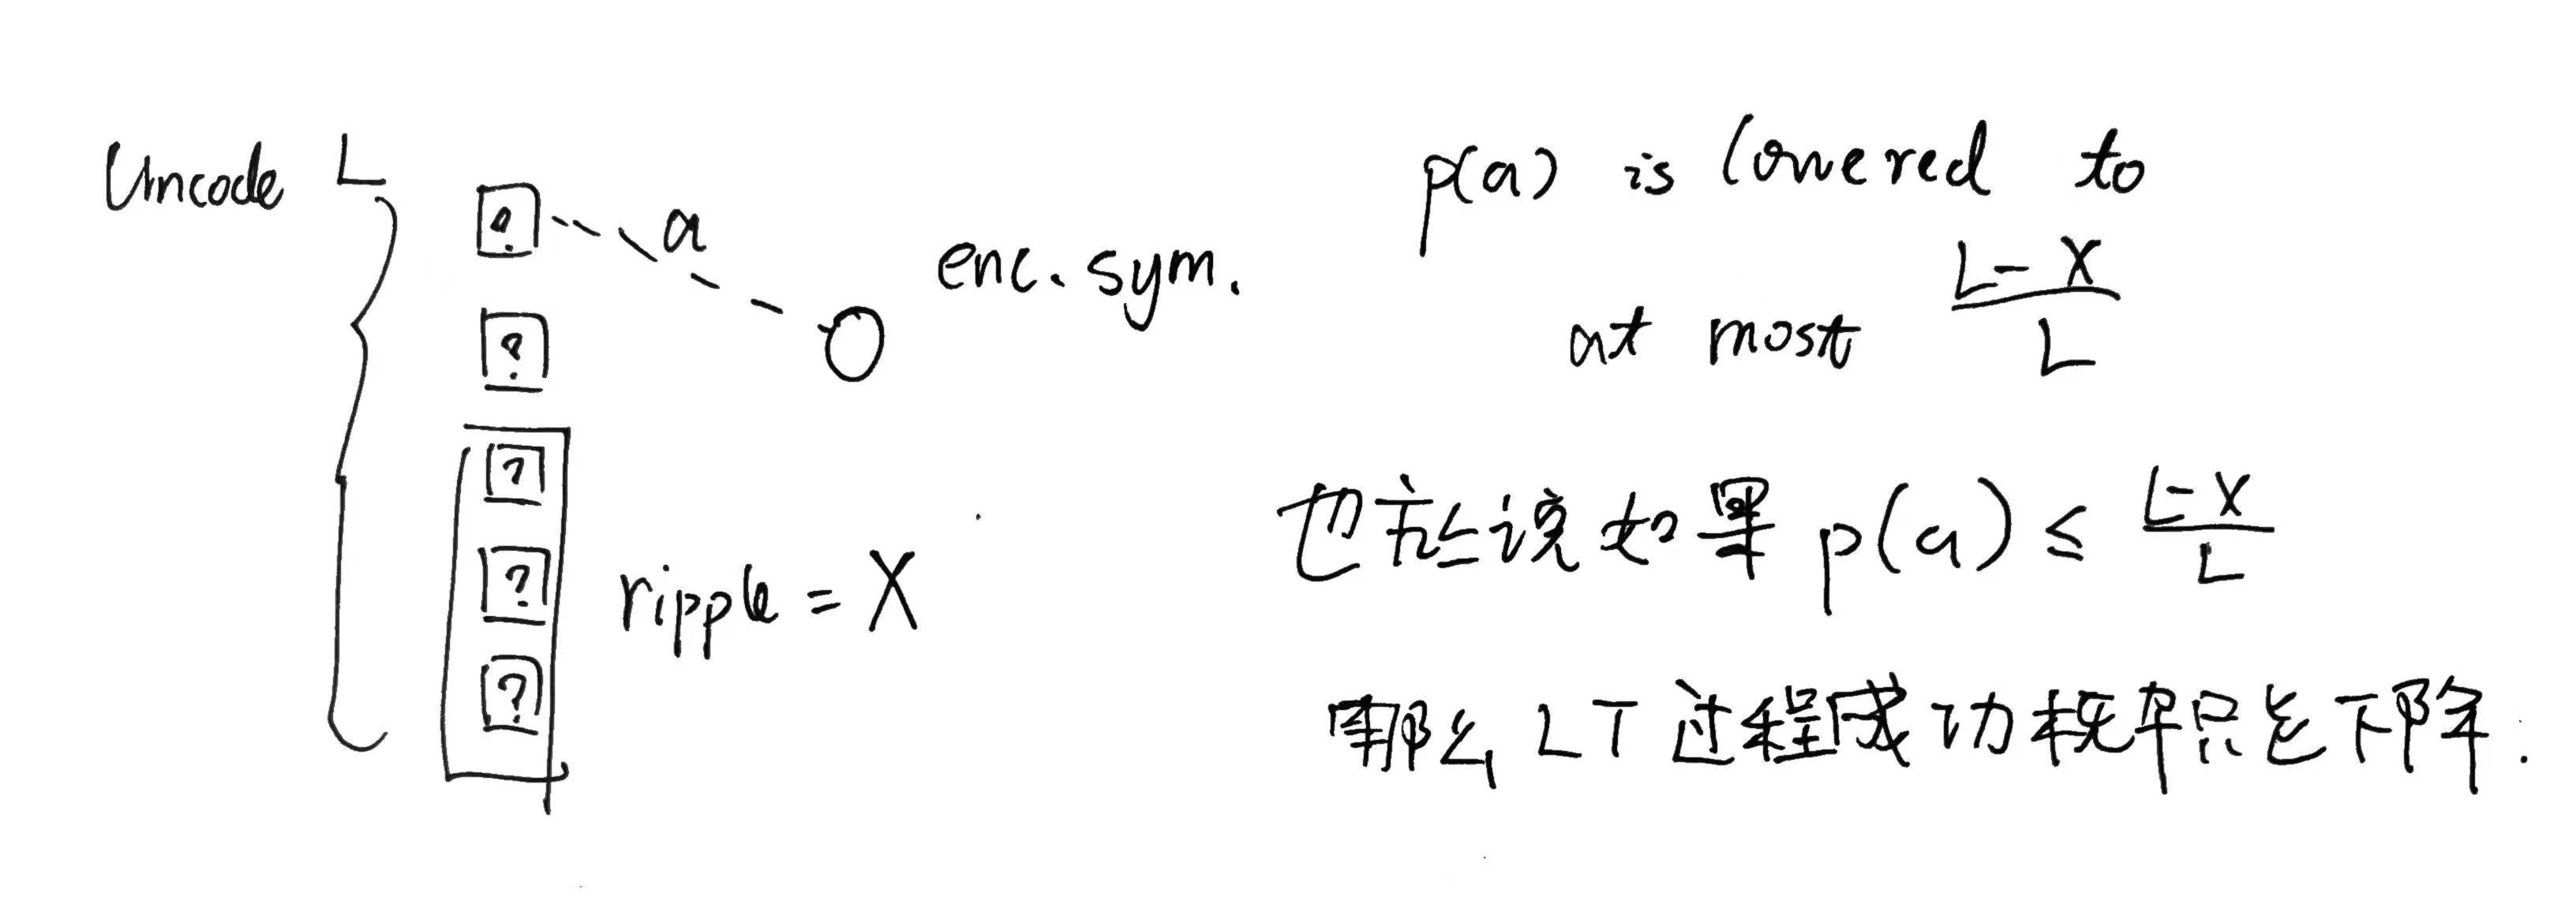 Uncode L
?
a
enc. sym.
?
?
?
ripple = X
?
p(a) is lowered to
at most \frac{L-X}{L}
也就是说如果 p(a) ≤ \frac{L-X}{L}
那么 LT 过程成功概率只会下降.